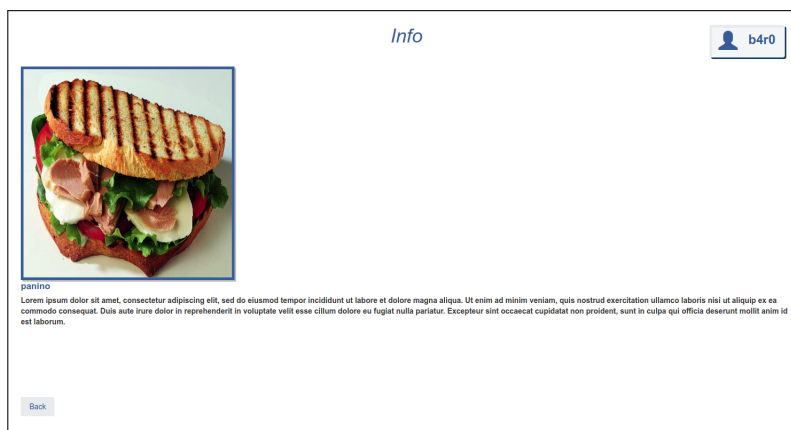 Info
b4r0
panino
Lorem ipsum dolor sit amet, consectetur adipiscing elit, sed do eiusmod tempor incididunt ut labore et dolore magna aliqua. Ut enim ad minim veniam, quis nostrud exercitation ullamco laboris nisi ut aliquip ex ea
commodo consequat. Duis aute irure dolor in reprehenderit in voluptate velit esse cillum dolore eu fugiat nulla pariatur. Excepteur sint occaecat cupidatat non proident, sunt in culpa qui officia deserunt mollit anim id
est laborum.
Back